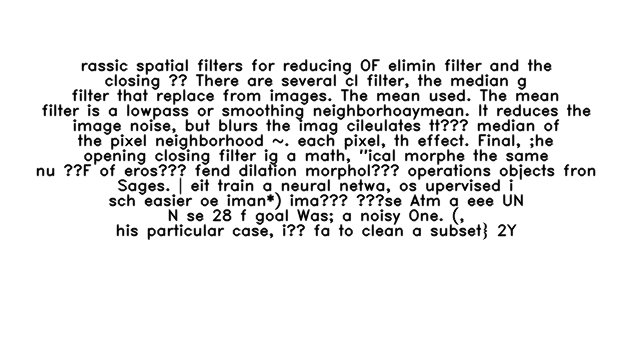 rassic spatial filters for reducing OF elimin filter and the
closing ?? There are several cl filter, the median g
filter that replace from images. The mean used. The mean
filter is a lowpass or smoothing neighborhoaymean. It reduces the
image noise, but blurs the imag cileulates tt??? median of
the pixel neighborhood ~. each pixel, th effect. Final, ;he
opening closing filter ig a math, "ical morphe the same
nu ??F of eros??? fend dilation morphol??? operations objects fron
Sages. | eit train a neural netwa, os upervised i
sch easier oe iman*) ima??? ???se Atm a eee UN
N se 28 f goal Was; a noisy One. (,
his particular case, i?? fa to clean a subset} 2Y